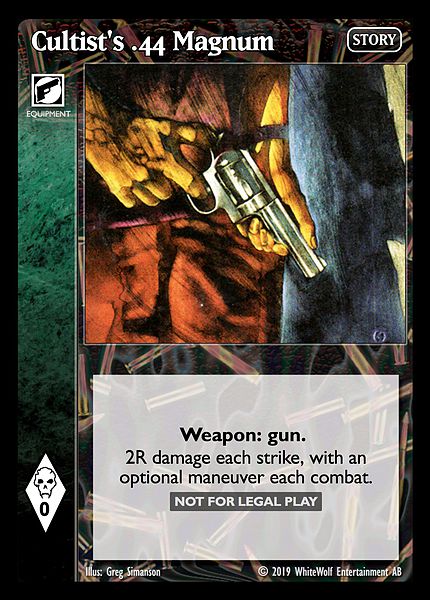 Cultist's .44 Magnum
STORY
EQUIPMENT
Weapon: gun.
2R damage each strike, with an
optional maneuver each combat.
NOT FOR LEGAL PLAY
0
Illus: Greg Simanson
© 2019 WhiteWolf Entertainment AB